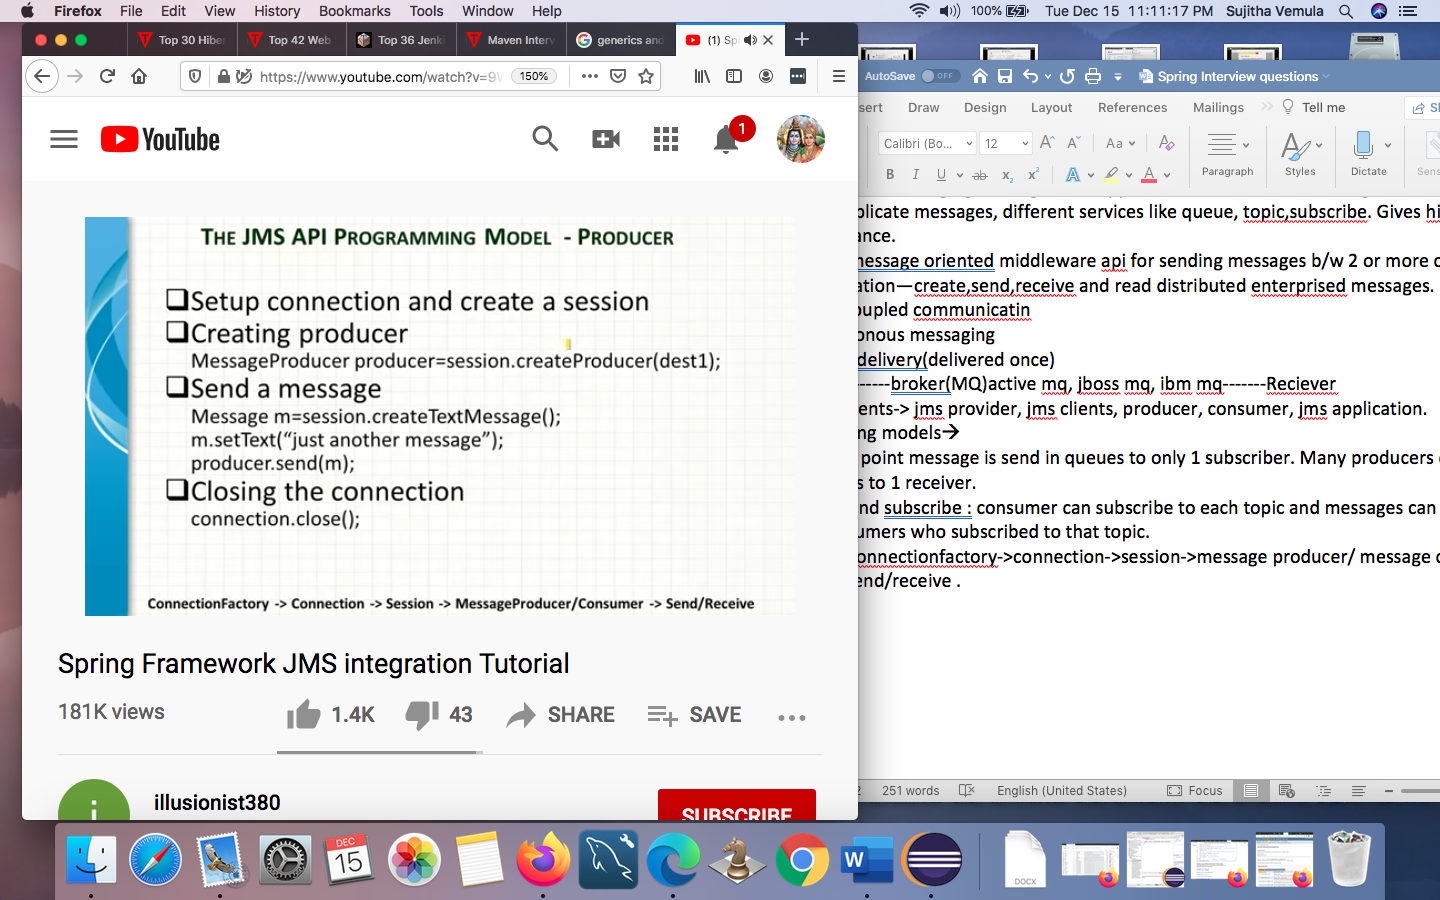 Firefox File Edit View History Bookmarks Tools Window Help
100% Tue Dec 15 11:11:17 PM Sujitha Vemula
Top 30 Hiber
Top 42 Web
Top 36 Jenk
Maven Interv
generics and
(1) Sp
https://www.youtube.com/watch?v=9V
150%
YouTube
1
THE JMS API PROGRAMMING MODEL - PRODUCER
Setup connection and create a session
Creating producer
MessageProducer producer=session.createProducer(dest1);
Send a message
Message m=session.createTextMessage();
m.setText(“just another message”);
producer.send(m);
Closing the connection
connection.close();
ConnectionFactory -> Connection -> Session -> MessageProducer/Consumer -> Send/Receive
Spring Framework JMS integration Tutorial
181K views
1.4K
43
SHARE
SAVE
i
illusionist380
SUBSCRIBE
AutoSave OFF
Spring Interview questions
sert Draw Design Layout References Mailings Tell me
Calibri (Bo... 12
Aa
B I U ab x2 x2 A A
Paragraph
Styles
Dictate
Sens
plicate messages, different services like queue, topic,subscribe. Gives hi
ance.
nessage oriented middleware api for sending messages b/w 2 or more
ation—create,send,receive and read distributed enterprised messages.
oupled communicatin
onous messaging
delivery(delivered once)
------broker(MQ)active mq, jboss mq, ibm mq-------Reciever
ents-> jms provider, jms clients, producer, consumer, jms application.
ng models→
point message is send in queues to only 1 subscriber. Many producers
s to 1 receiver.
nd subscribe : consumer can subscribe to each topic and messages can
umers who subscribed to that topic.
onnectionfactory->connection->session->message producer/ message
end/receive .
2 251 words English (United States) Focus
DEC
15
W
DOCX